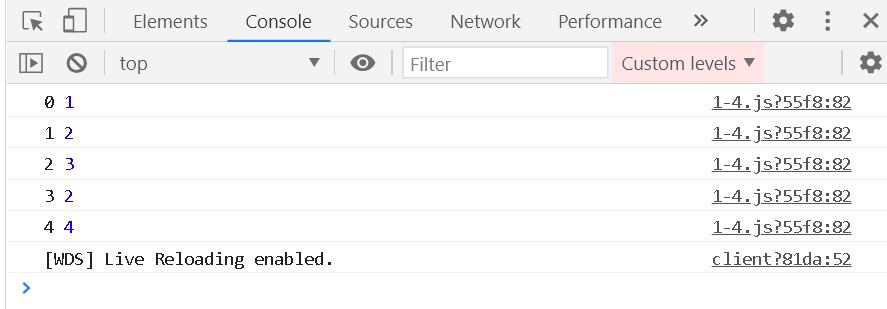 Elements Console Sources Network Performance »
top Filter Custom levels
0 1 1-4.js?55f8:82
1 2 1-4.js?55f8:82
2 3 1-4.js?55f8:82
3 2 1-4.js?55f8:82
4 4 1-4.js?55f8:82
[WDS] Live Reloading enabled. client?81da:52